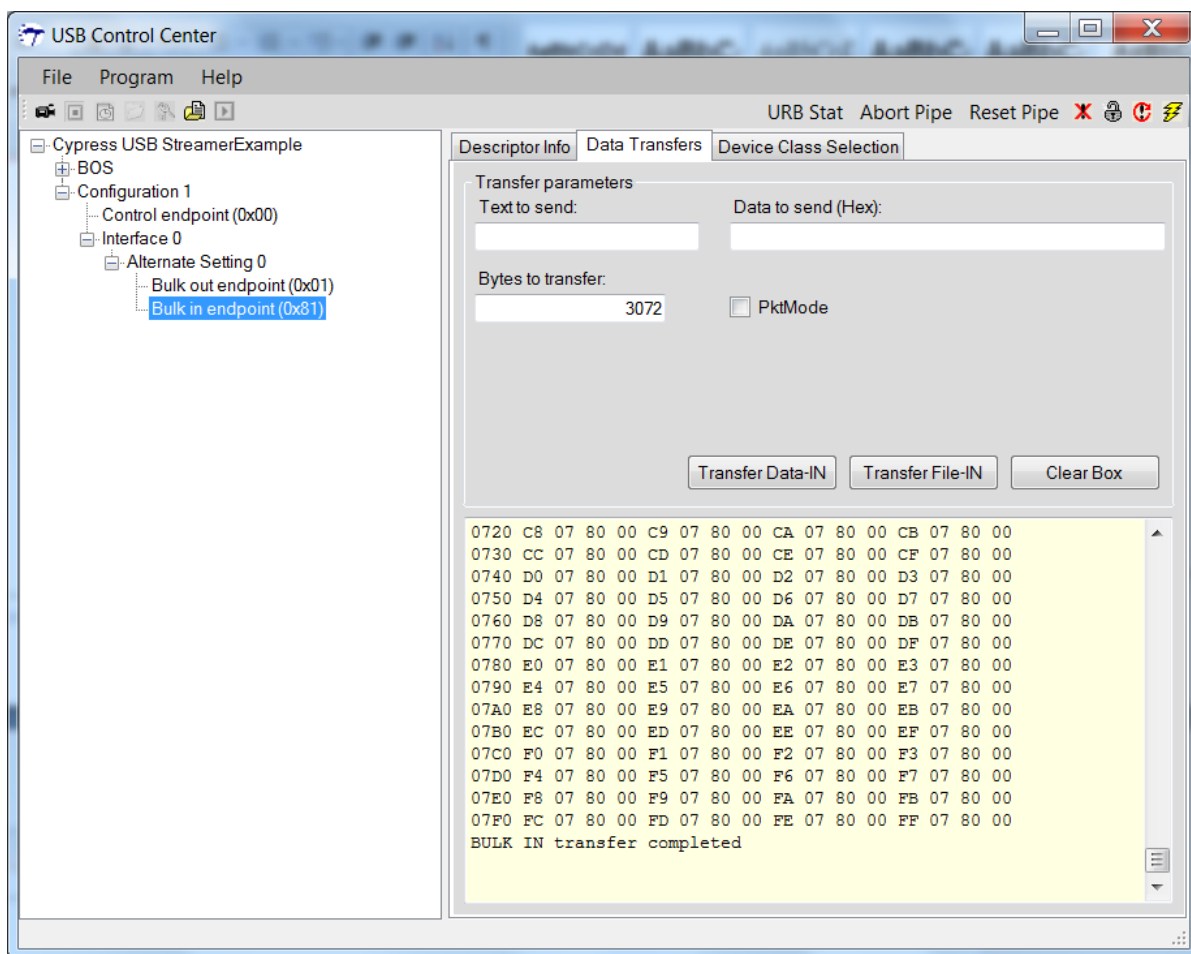 USB Control Center
File Program Help
URB Stat Abort Pipe Reset Pipe
Cypress USB StreamerExample
BOS
Configuration 1
Control endpoint (0x00)
Interface 0
Alternate Setting 0
Bulk out endpoint (0x01)
Bulk in endpoint (0x81)
Descriptor Info Data Transfers Device Class Selection
Transfer parameters
Text to send: Data to send (Hex):
Bytes to transfer:
3072 PktMode
Transfer Data-IN Transfer File-IN Clear Box
0720 C8 07 80 00 C9 07 80 00 CA 07 80 00 CB 07 80 00
0730 CC 07 80 00 CD 07 80 00 CE 07 80 00 CF 07 80 00
0740 D0 07 80 00 D1 07 80 00 D2 07 80 00 D3 07 80 00
0750 D4 07 80 00 D5 07 80 00 D6 07 80 00 D7 07 80 00
0760 D8 07 80 00 D9 07 80 00 DA 07 80 00 DB 07 80 00
0770 DC 07 80 00 DD 07 80 00 DE 07 80 00 DF 07 80 00
0780 E0 07 80 00 E1 07 80 00 E2 07 80 00 E3 07 80 00
0790 E4 07 80 00 E5 07 80 00 E6 07 80 00 E7 07 80 00
07A0 E8 07 80 00 E9 07 80 00 EA 07 80 00 EB 07 80 00
07B0 EC 07 80 00 ED 07 80 00 EE 07 80 00 EF 07 80 00
07C0 F0 07 80 00 F1 07 80 00 F2 07 80 00 F3 07 80 00
07D0 F4 07 80 00 F5 07 80 00 F6 07 80 00 F7 07 80 00
07E0 F8 07 80 00 F9 07 80 00 FA 07 80 00 FB 07 80 00
07F0 FC 07 80 00 FD 07 80 00 FE 07 80 00 FF 07 80 00
BULK IN transfer completed